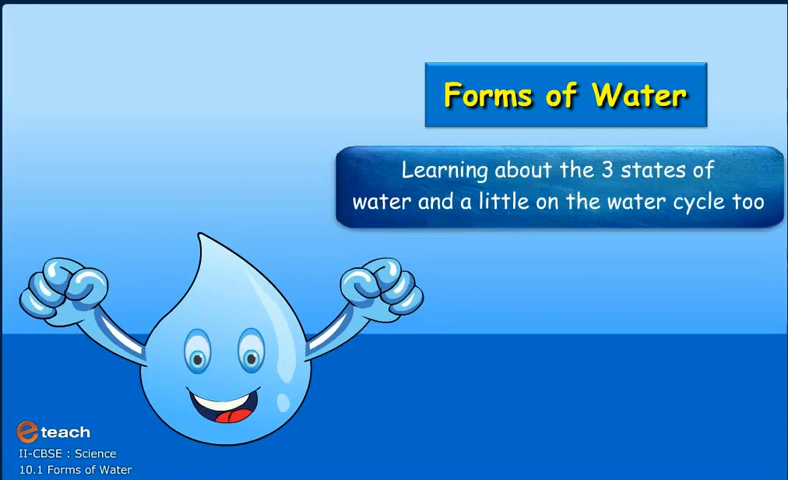 Forms of Water
Learning about the 3 states of
water and a little on the water cycle too
eteach
II-CBSE : Science
10.1 Forms of Water